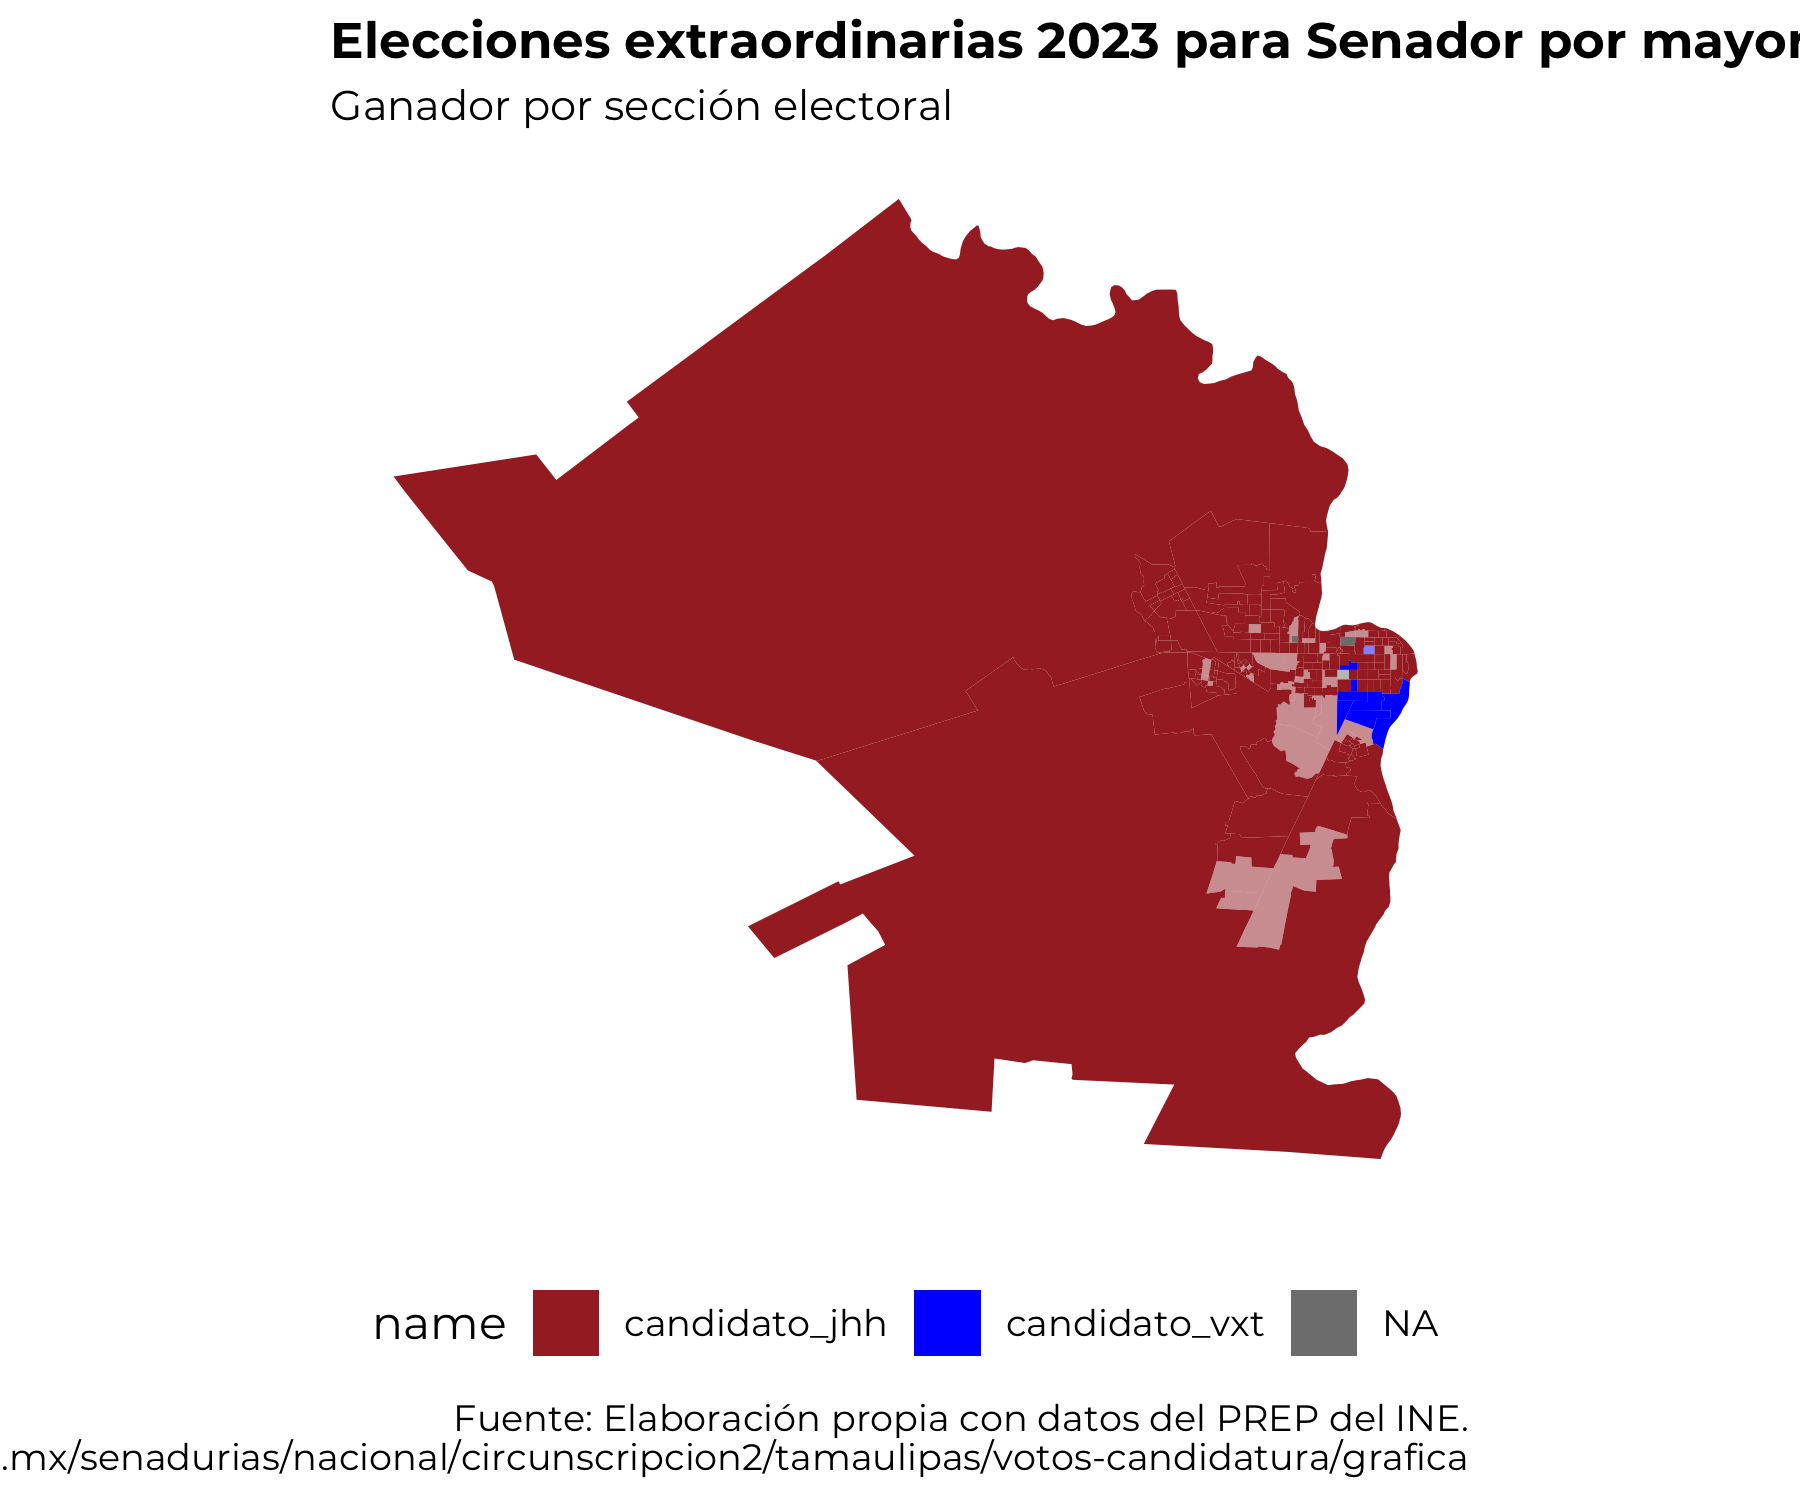 Elecciones extraordinarias 2023 para Senador por mayor
Ganador por sección electoral
name candidato_jhh candidato_vxt NA
Fuente: Elaboración propia con datos del PREP del INE.
.mx/senadurias/nacional/circunscripcion2/tamaulipas/votos-candidatura/grafica